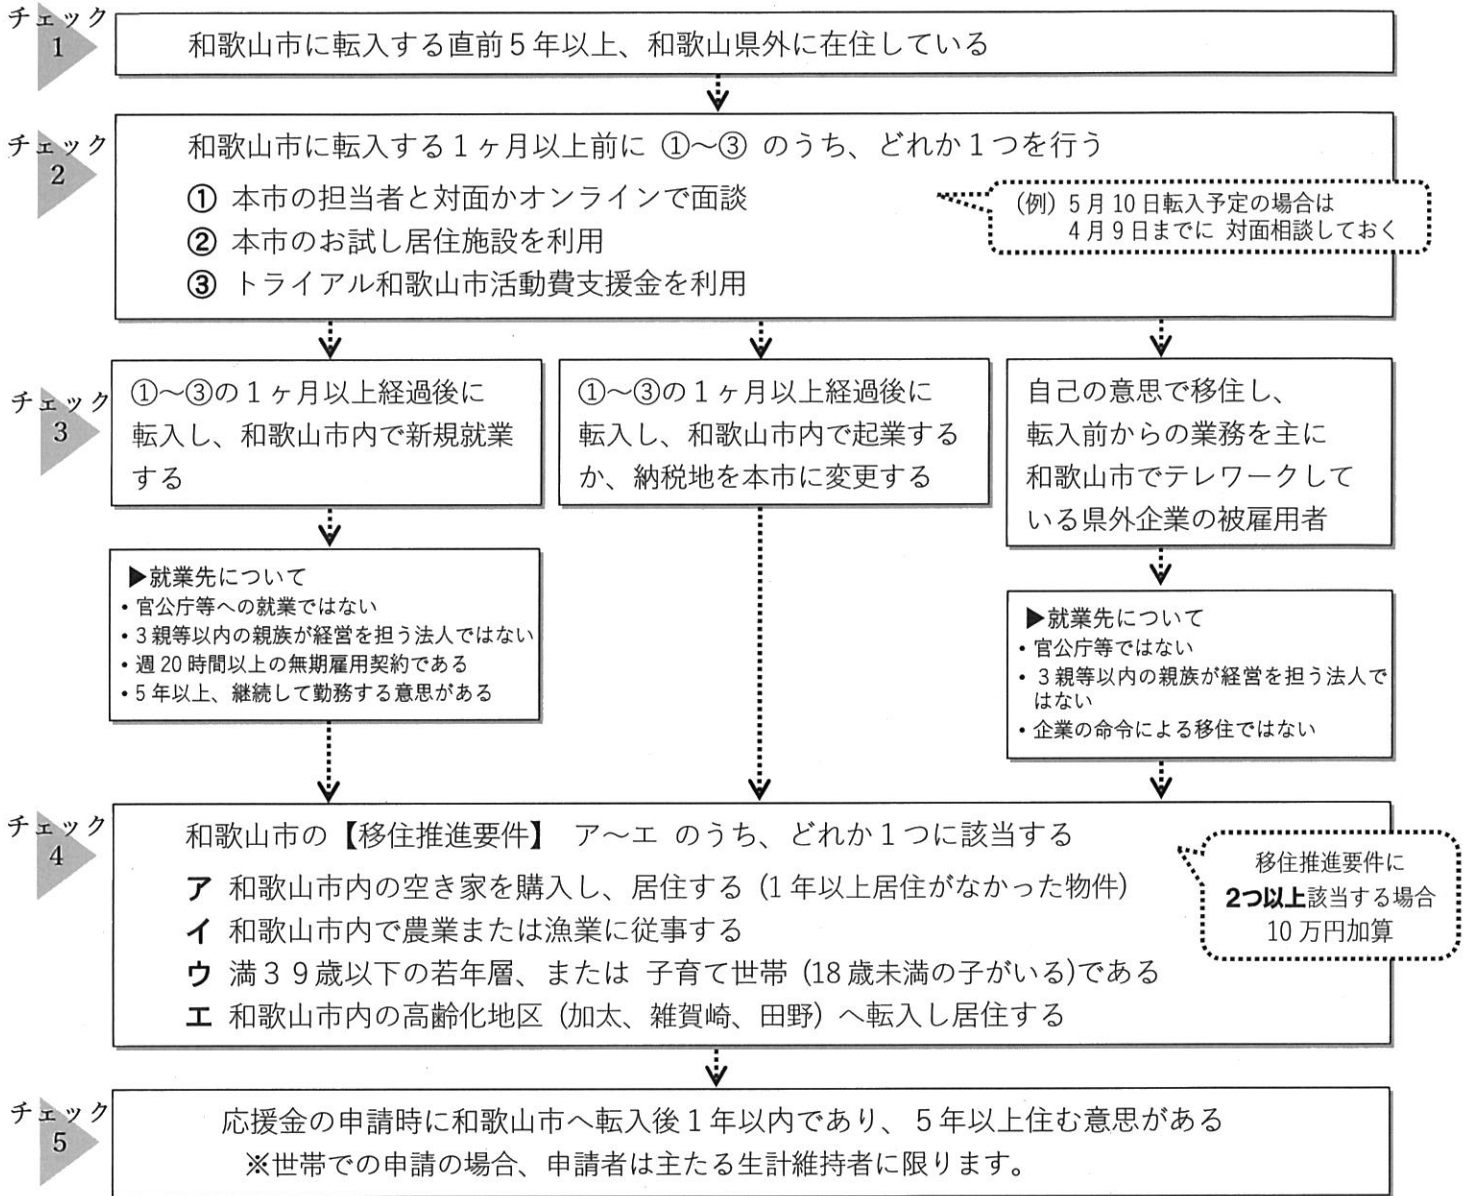 チェック
1
和歌山市に転入する直前5年以上、和歌山県外に在住している
チェック
2
和歌山市に転入する1ヶ月以上前に ①～③ のうち、どれか1つを行う
① 本市の担当者と対面かオンラインで面談
② 本市のお試し居住施設を利用
③ トライアル和歌山市活動費支援金を利用
(例) 5月10日転入予定の場合は
4月9日までに 対面相談しておく
チェック
3
①～③の1ヶ月以上経過後に
転入し、和歌山市内で新規就業
する
①～③の1ヶ月以上経過後に
転入し、和歌山市内で起業する
か、納税地を本市に変更する
自己の意思で移住し、
転入前からの業務を主に
和歌山市でテレワークして
いる県外企業の被雇用者
▶就業先について
・官公庁等への就業ではない
・3親等以内の親族が経営を担う法人ではない
・週20時間以上の無期雇用契約である
・5年以上、継続して勤務する意思がある
▶就業先について
・官公庁等ではない
・3親等以内の親族が経営を担う法人で
はない
・企業の命令による移住ではない
チェック
4
和歌山市の【移住推進要件】 ア～エ のうち、どれか1つに該当する
ア 和歌山市内の空き家を購入し、居住する (1年以上居住がなかった物件)
イ 和歌山市内で農業または漁業に従事する
ウ 満39歳以下の若年層、または 子育て世帯 (18歳未満の子がいる)である
エ 和歌山市内の高齢化地区 (加太、雑賀崎、田野) へ転入し居住する
移住推進要件に
2つ以上該当する場合
10万円加算
チェック
5
応援金の申請時に和歌山市へ転入後1年以内であり、5年以上住む意思がある
※世帯での申請の場合、申請者は主たる生計維持者に限ります。